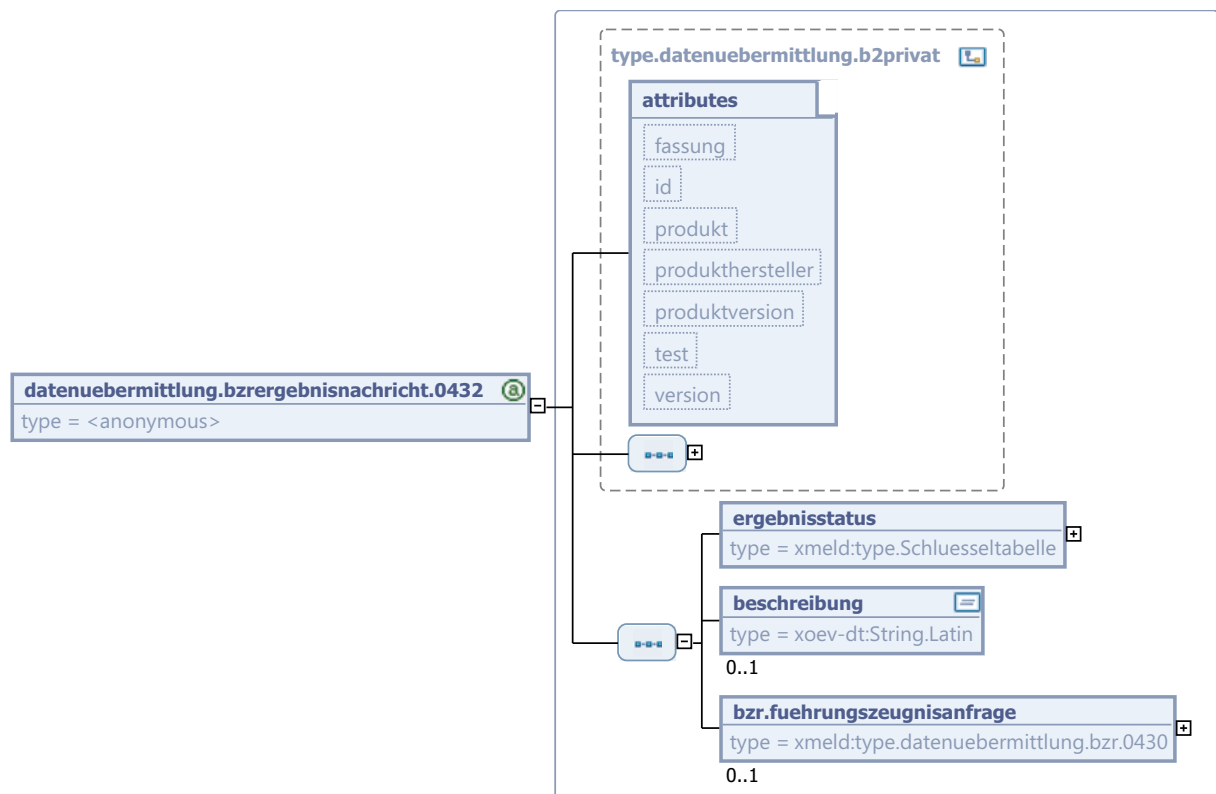 type.datenuebermittlung.b2privat
attributes
fassung
id
produkt
produkthersteller
produktversion
test
version
datenuebermittlung.bzrergebnisnachricht.0432
type = <anonymous>
ergebnisstatus
type = xmeld:type.Schluesseltabelle
beschreibung
type = xoev-dt:String.Latin
0..1
bzr.fuehrungszeugnisanfrage
type = xmeld:type.datenuebermittlung.bzr.0430
0..1